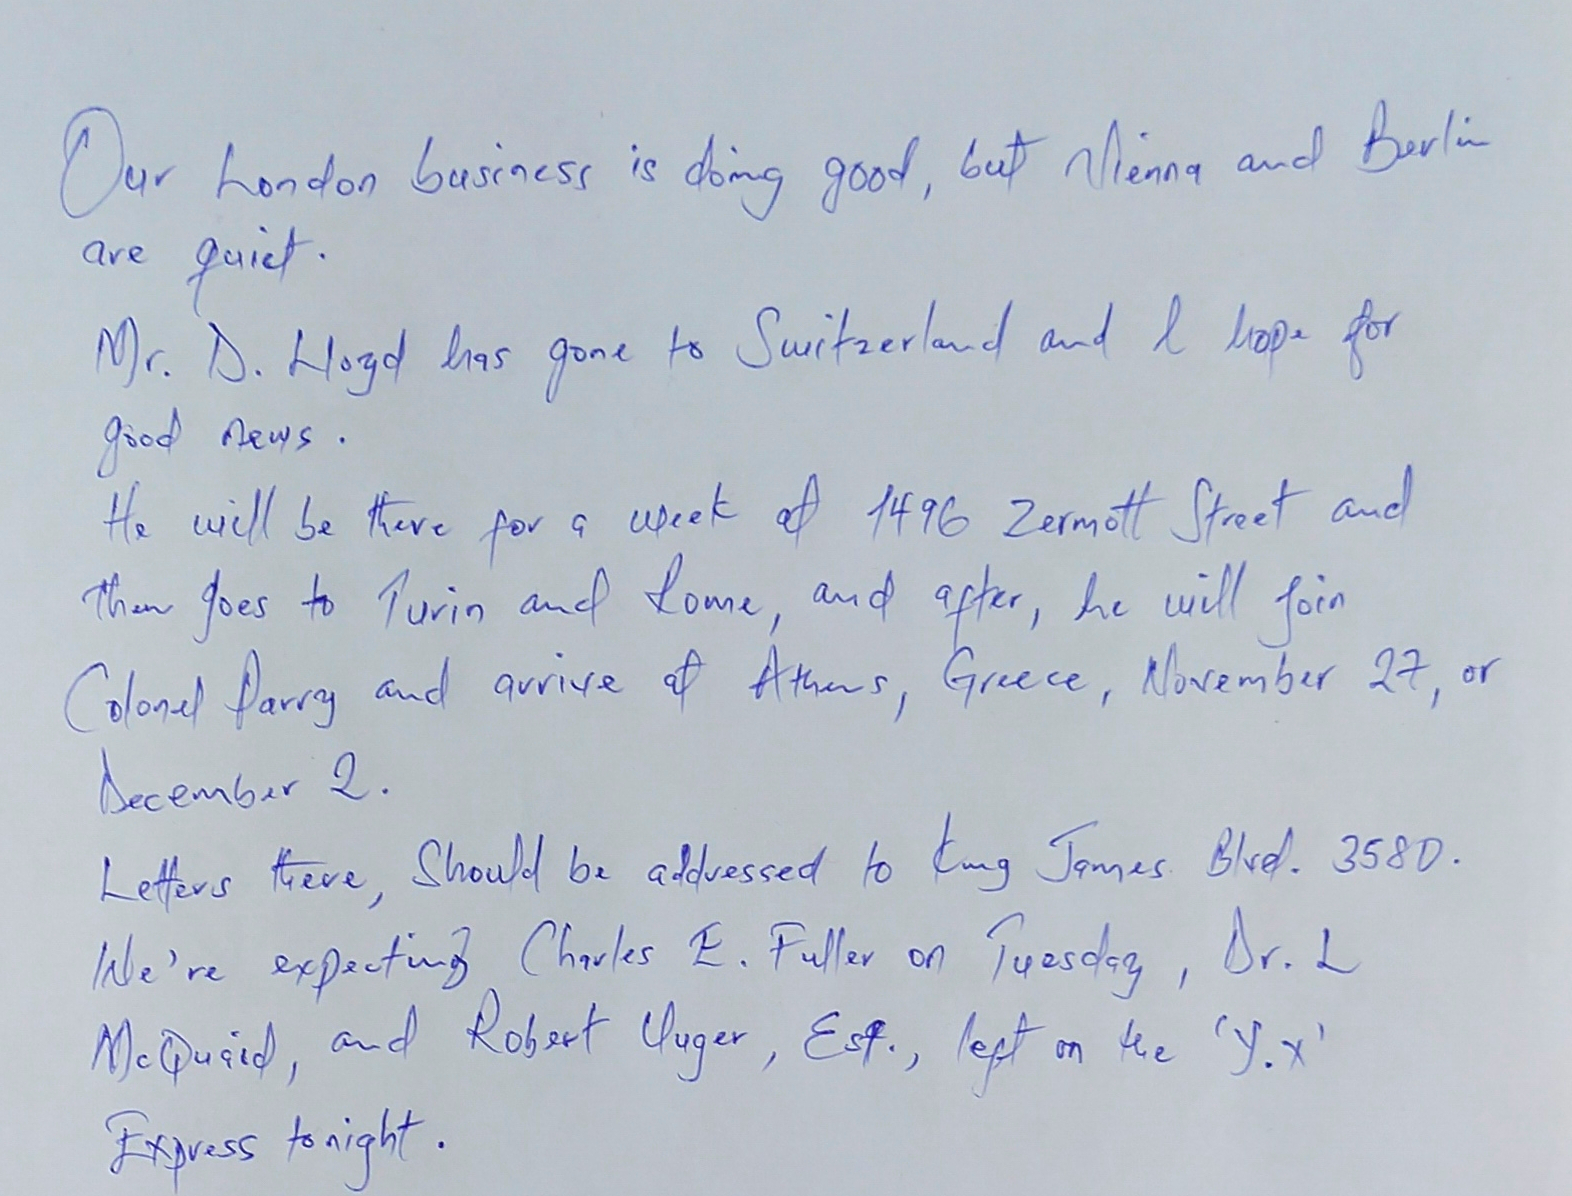 Our London business is doing good, but Vienna and Berlin
are quiet.
Mr. D. Lloyd has gone to Switzerland and I hope for
good news.
He will be there for a week at 1496 Zermott Street and
then goes to Turin and Rome, and after, he will join
Colonel Parry and arrive at Athens, Greece, November 27, or
December 2.
Letters there, Should be addressed to King James Blvd. 3580.
We're expecting Charles E. Fuller on Tuesday, Dr. L
McQuaid, and Robert Unger, Esq., left on the 'Y.X'
Express tonight.